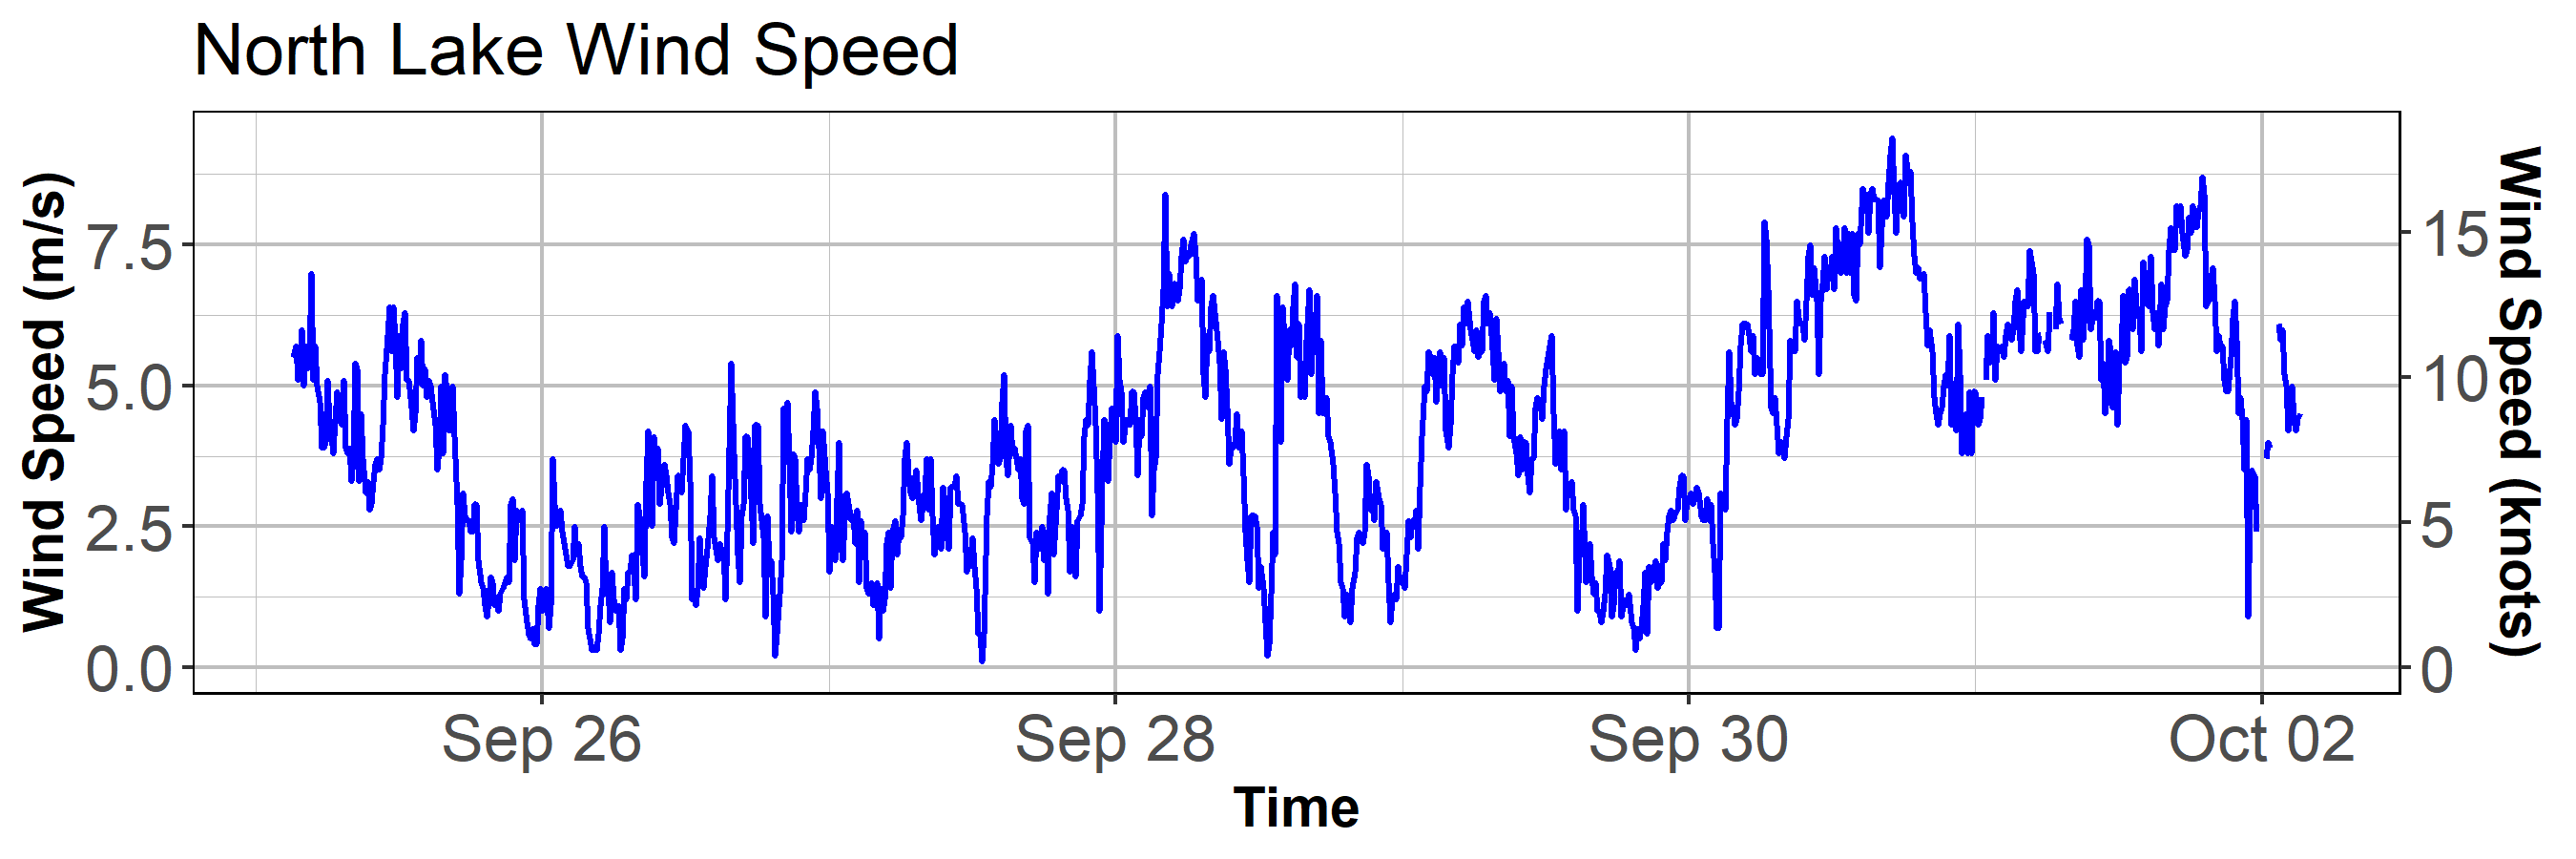 North Lake Wind Speed
Wind Speed (m/s)
7.5
5.0
2.5
0.0
15
10
5
0
Wind Speed (knots)
Sep 26
Sep 28
Sep 30
Oct 02
Time